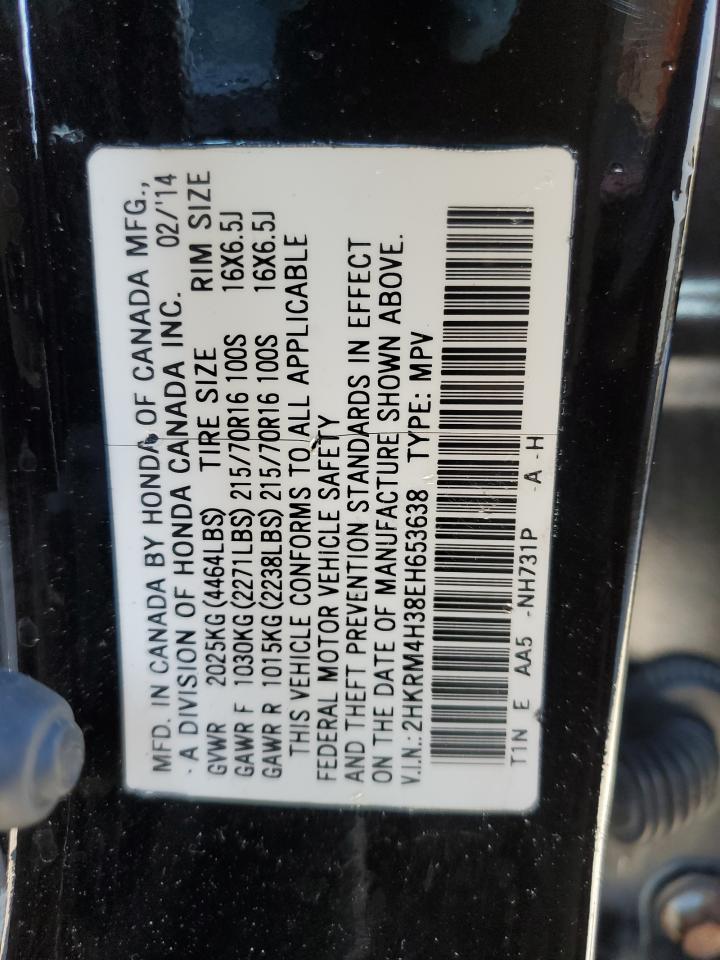 MFD. IN CANADA BY HONDA OF CANADA MFG.,
- A DIVISION OF HONDA CANADA INC. 02/'14
GVWR 2025KG(4464LBS) TIRE SIZE RIM SIZE
GAWR F 1030KG(2271LBS) 215/70R16 100S 16X6.5J
GAWR R 1015KG(2238LBS) 215/70R16 100S 16X6.5J
THIS VEHICLE CONFORMS TO ALL APPLICABLE
FEDERAL MOTOR VEHICLE SAFETY
AND THEFT PREVENTION STANDARDS IN EFFECT
ON THE DATE OF MANUFACTURE SHOWN ABOVE.
V.I.N.:2HKRM4H38EH653638 TYPE: MPV
T1N E AA5 -NH731P -A -H